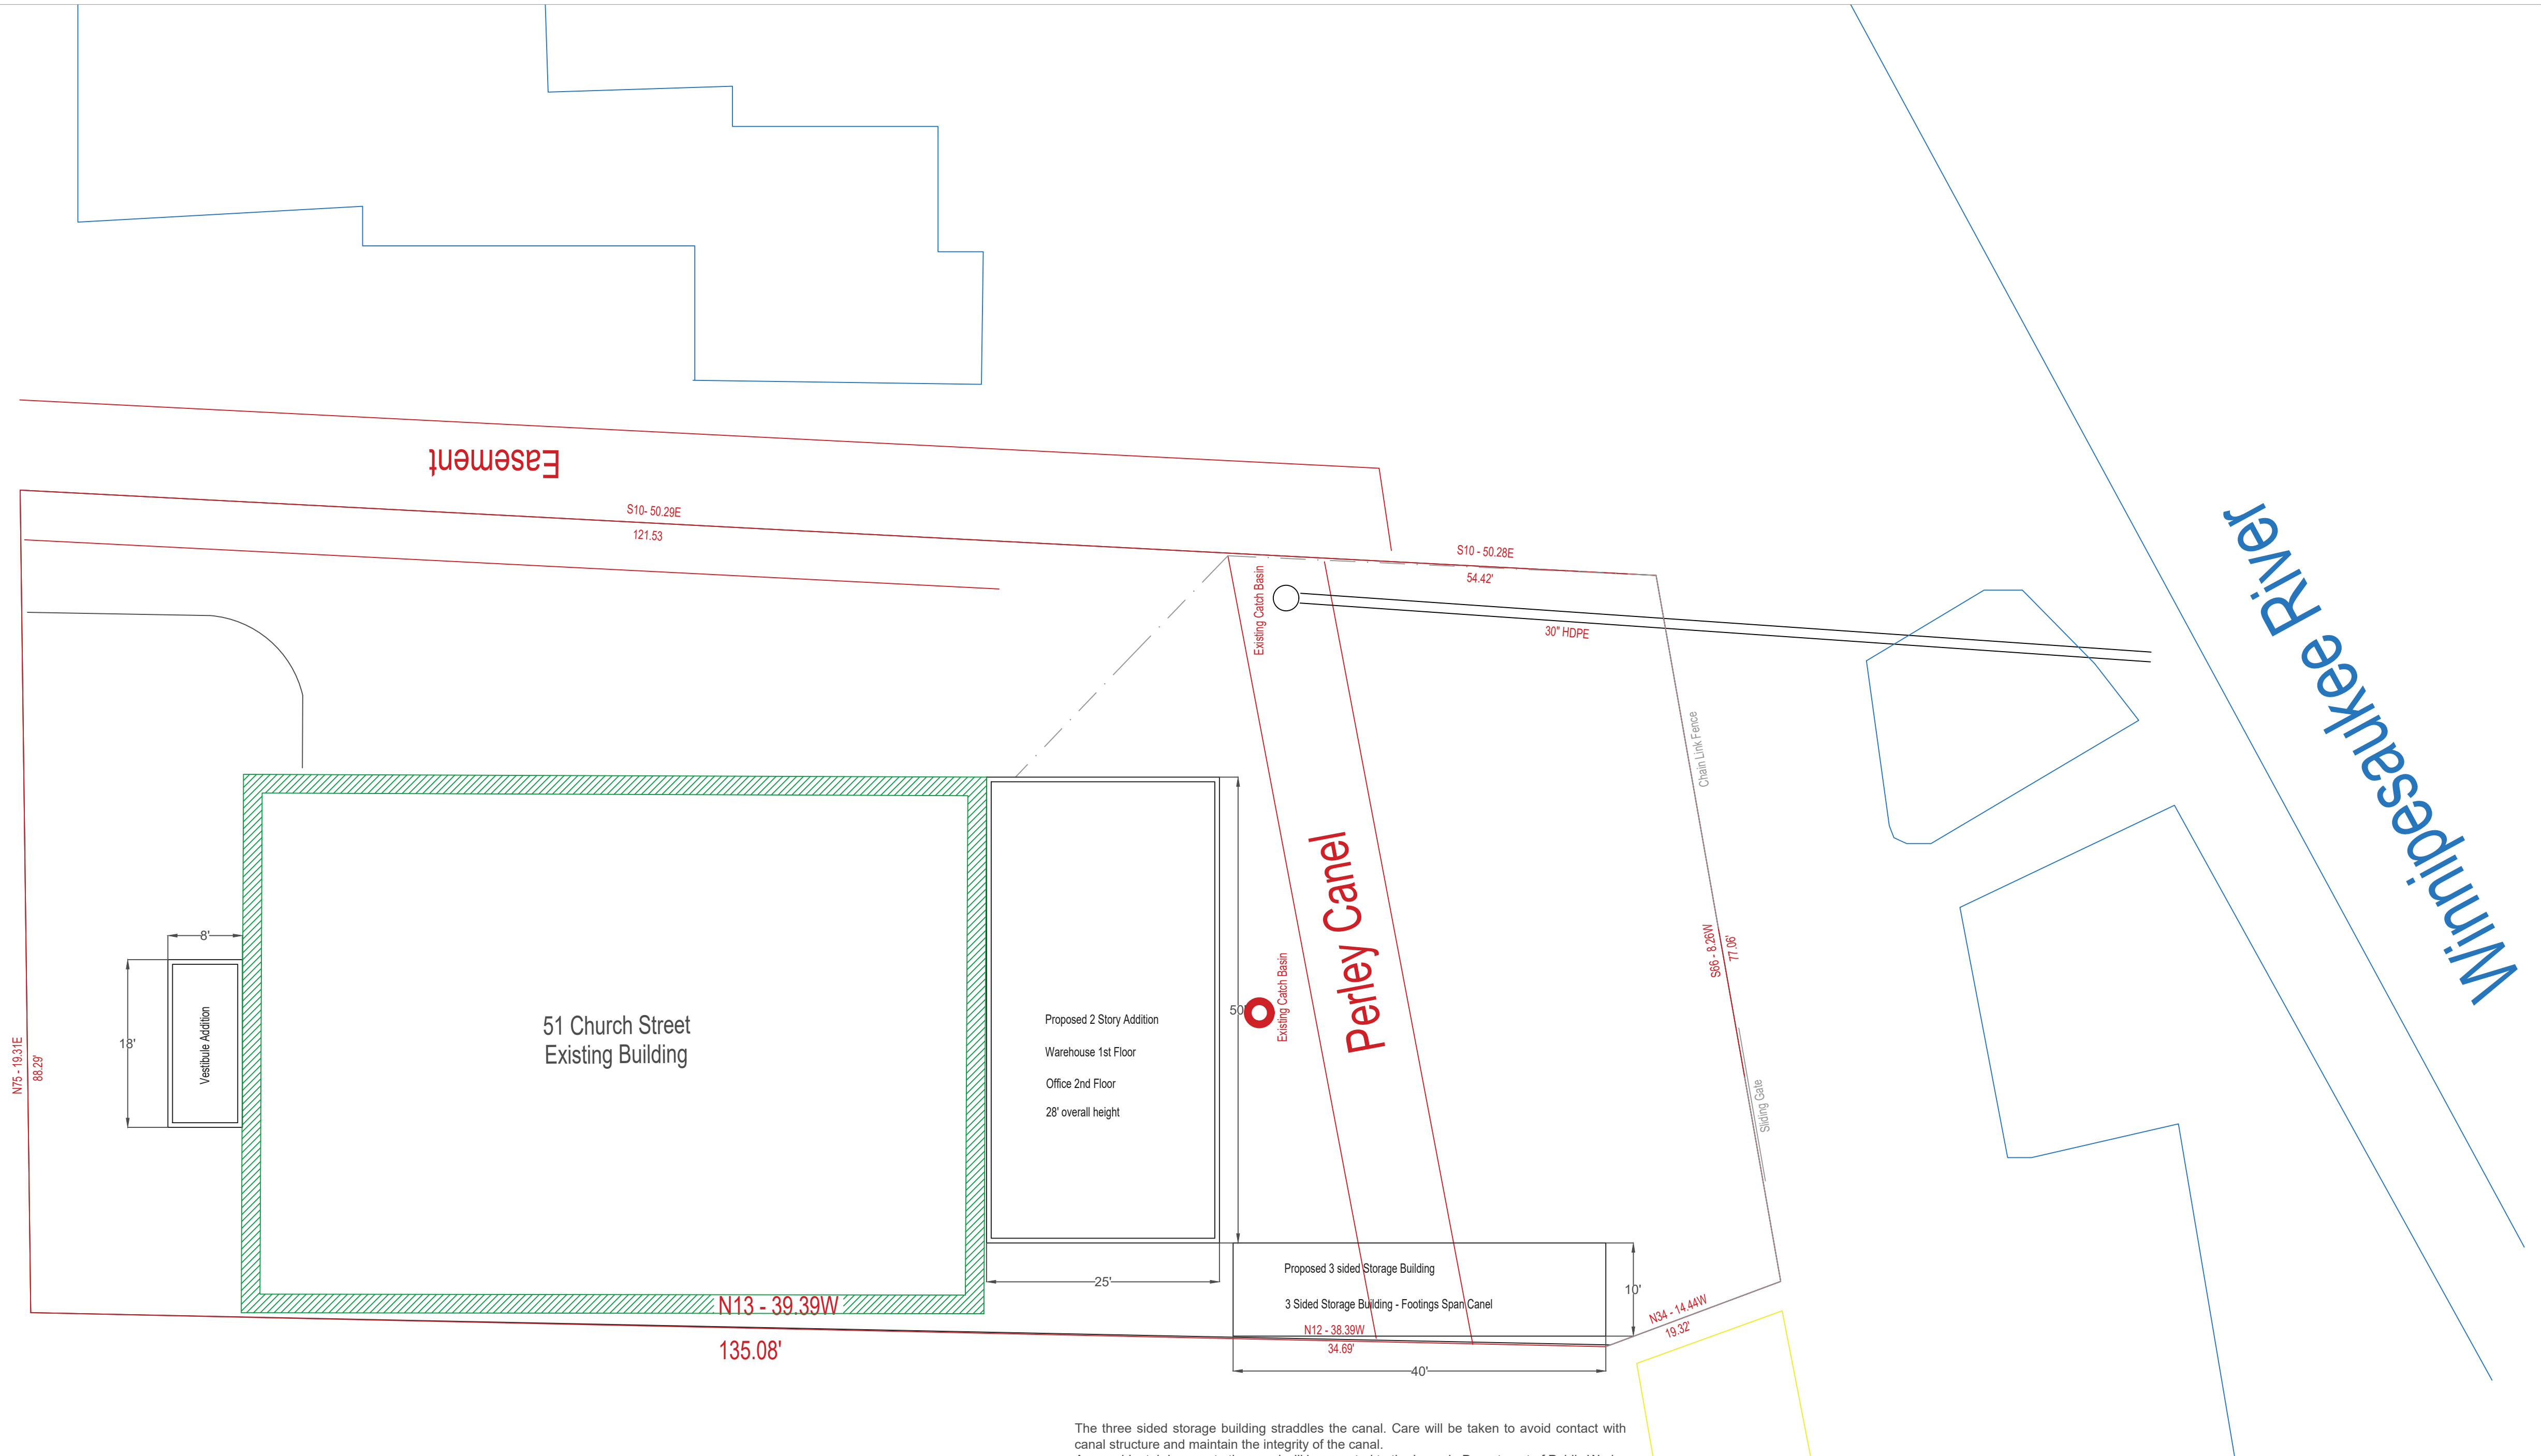 Easement
S10- 50.29E
121.53
S10 - 50.28E
54.42'
Existing Catch Basin
30" HDPE
Winnipesaukee River
Chain Link Fence
8'
18'
Vestibule Addition
N75 - 19.31E
88.29'
51 Church Street
Existing Building
Proposed 2 Story Addition
Warehouse 1st Floor
Office 2nd Floor
28' overall height
50'
Existing Catch Basin
Perley Canel
S66 - 8.26W
77.06'
Sliding Gate
25'
Proposed 3 sided Storage Building
3 Sided Storage Building - Footings Span Canel
10'
N13 - 39.39W
135.08'
N12 - 38.39W
34.69'
N34 - 14.44W
19.32'
40'
The three sided storage building straddles the canal. Care will be taken to avoid contact with
canal structure and maintain the integrity of the canal.